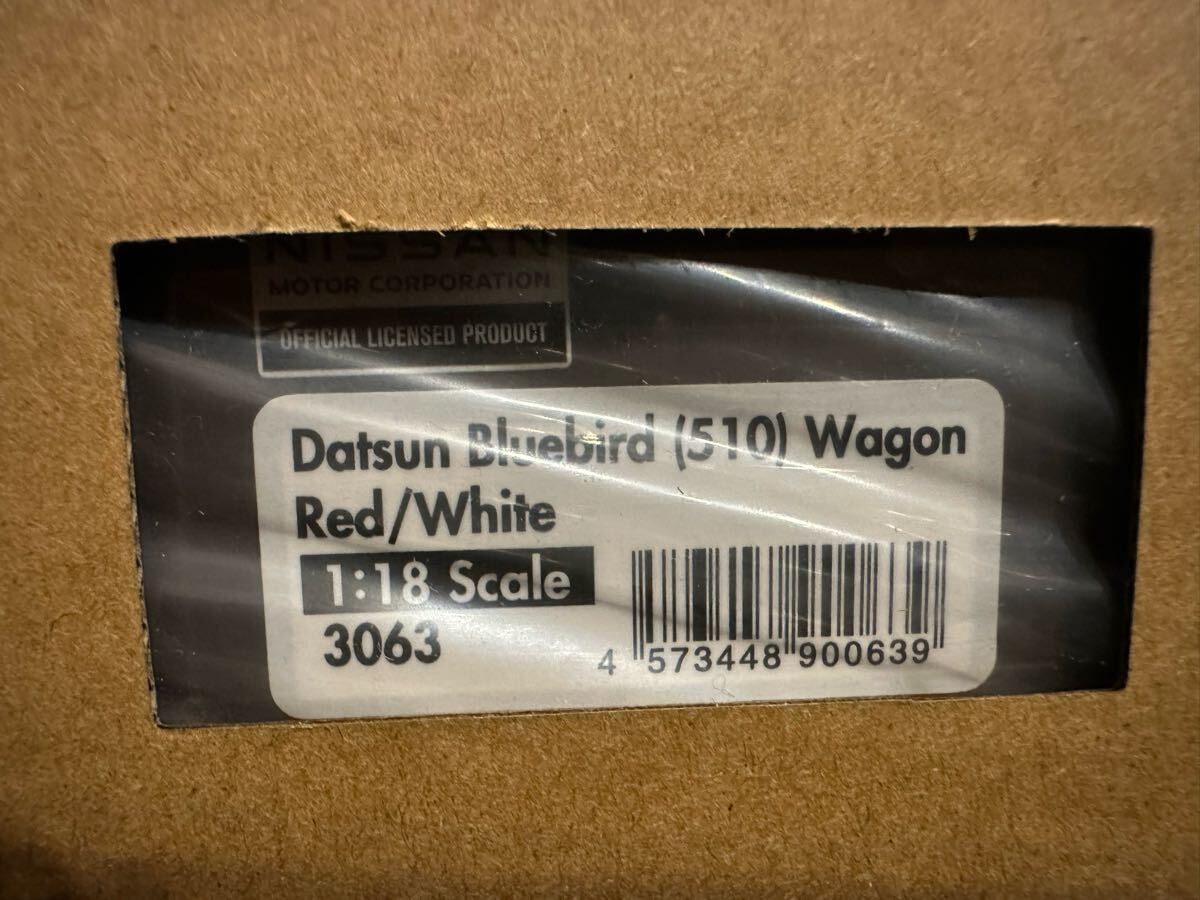 NISSAN
MOTOR CORPORATION
OFFICIAL LICENSED PRODUCT
Datsun Bluebird (510) Wagon
Red/White
1:18 Scale
3063
4 573448 900639